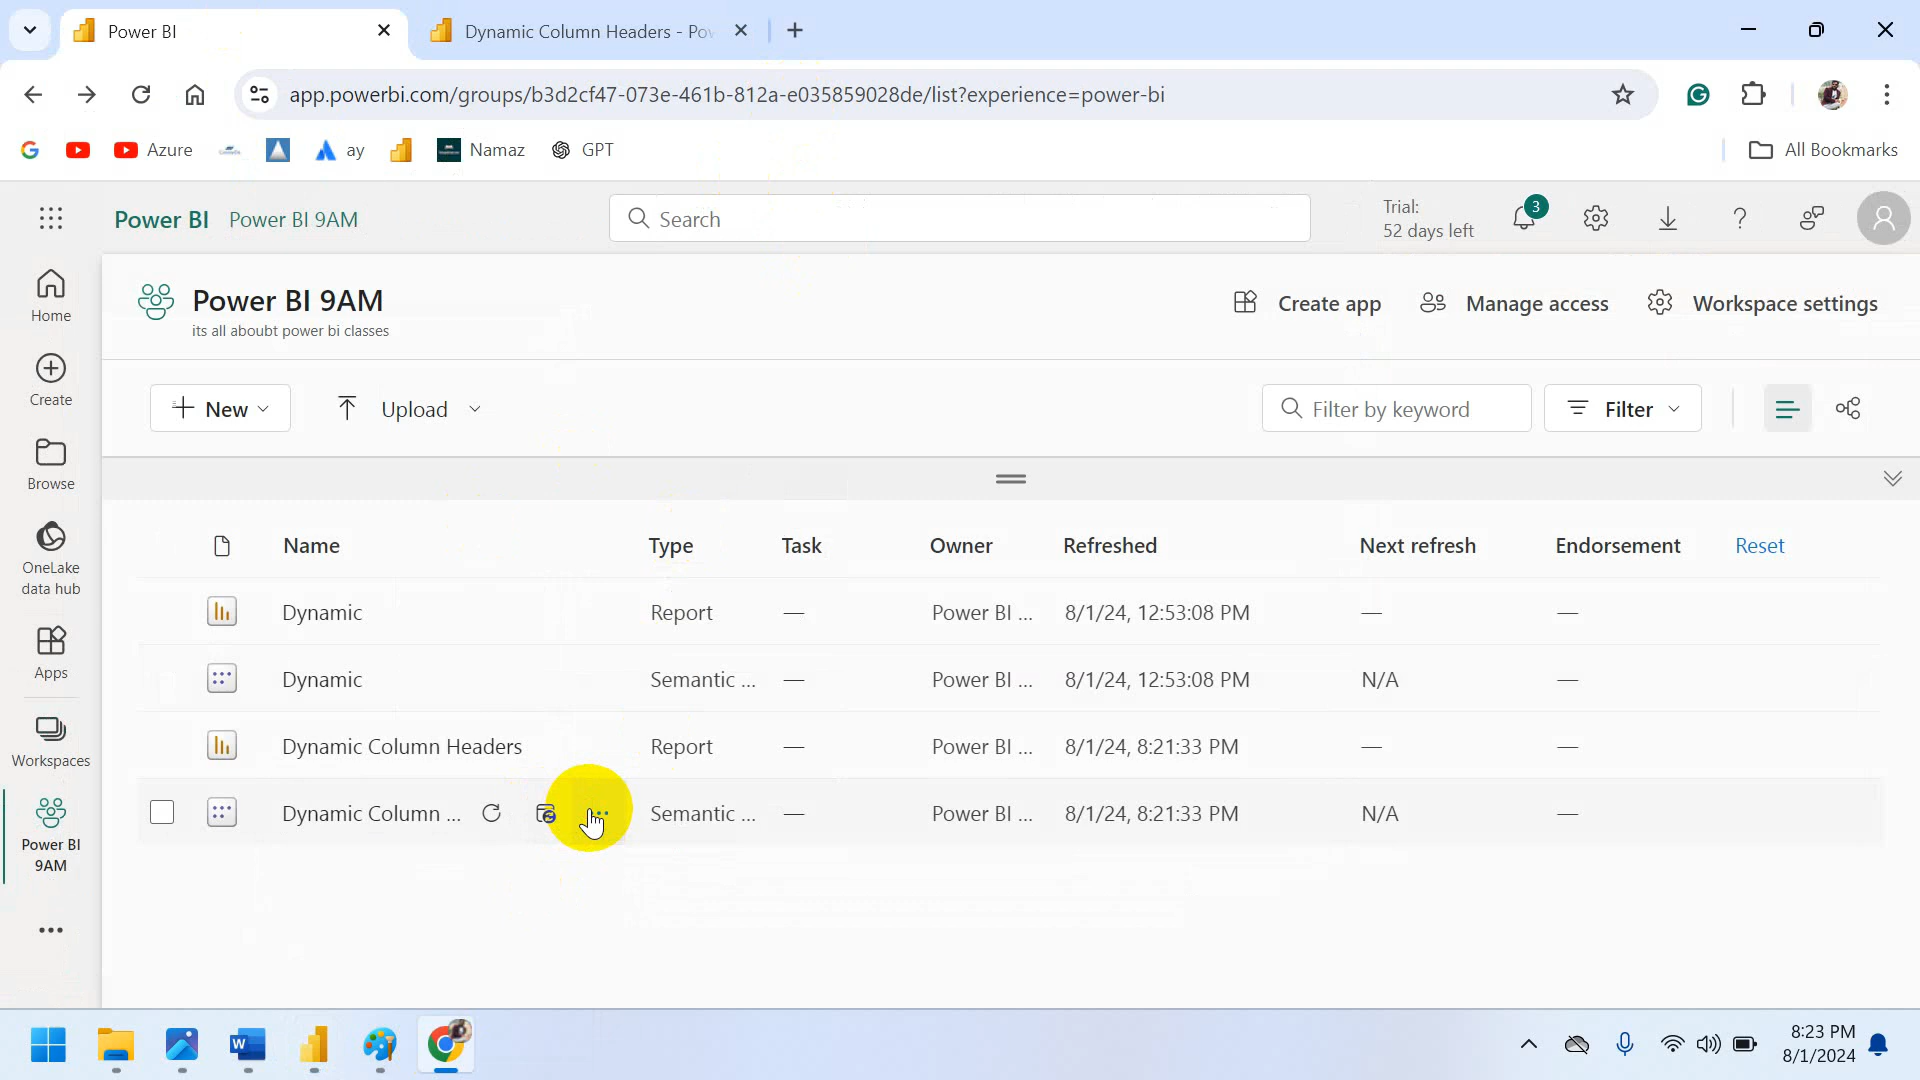 Power BI
Dynamic Column Headers - Pov
app.powerbi.com/groups/b3d2cf47-073e-461b-812a-e035859028de/list?experience=power-bi
Azure
ay
Namaz
GPT
All Bookmarks
Power BI Power BI 9AM
Search
Trial:
52 days left
3
Home
Create
Browse
OneLake
data hub
Apps
Workspaces
Power BI
9AM
Power BI 9AM
its all aboubt power bi classes
Create app
Manage access
Workspace settings
New
Upload
Filter by keyword
Filter
Name Type Task Owner Refreshed Next refresh Endorsement Reset
Dynamic Report — Power BI ... 8/1/24, 12:53:08 PM — —
Dynamic Semantic ... — Power BI ... 8/1/24, 12:53:08 PM N/A —
Dynamic Column Headers Report — Power BI ... 8/1/24, 8:21:33 PM — —
Dynamic Column ... Semantic ... — Power BI ... 8/1/24, 8:21:33 PM N/A —
8:23 PM
8/1/2024